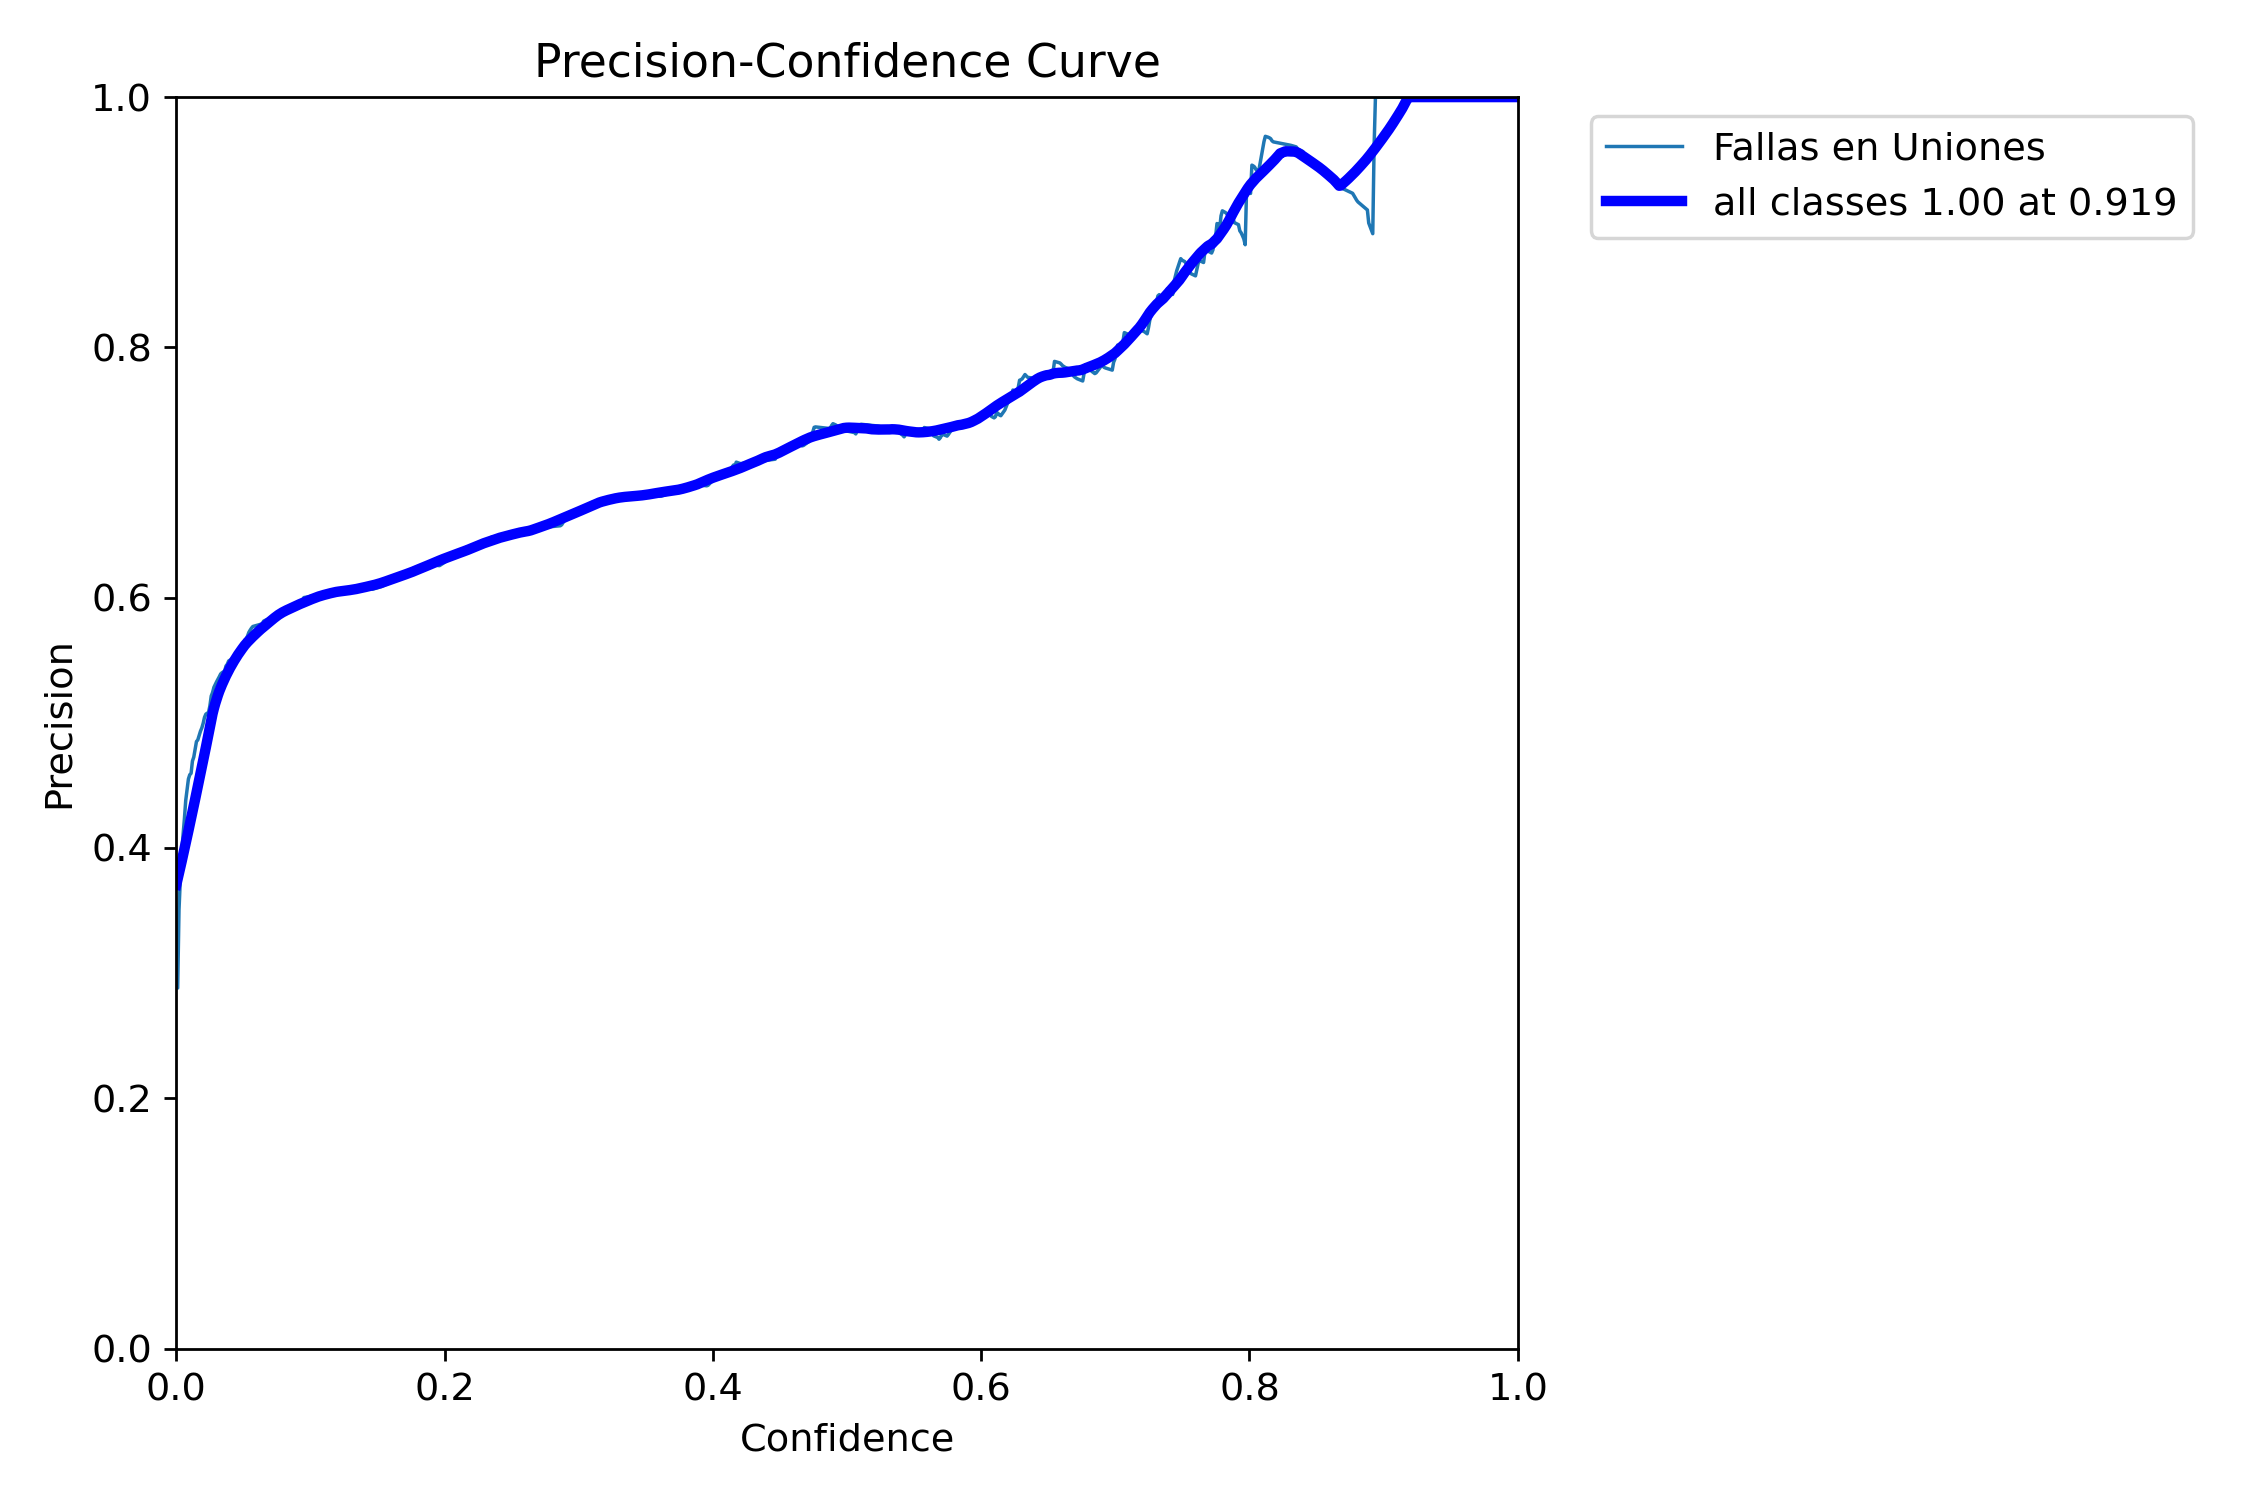 Precision-Confidence Curve
1.0
0.8
0.6
0.4
0.2
0.0
Precision
0.0 0.2 0.4 0.6 0.8 1.0
Confidence
Fallas en Uniones
all classes 1.00 at 0.919